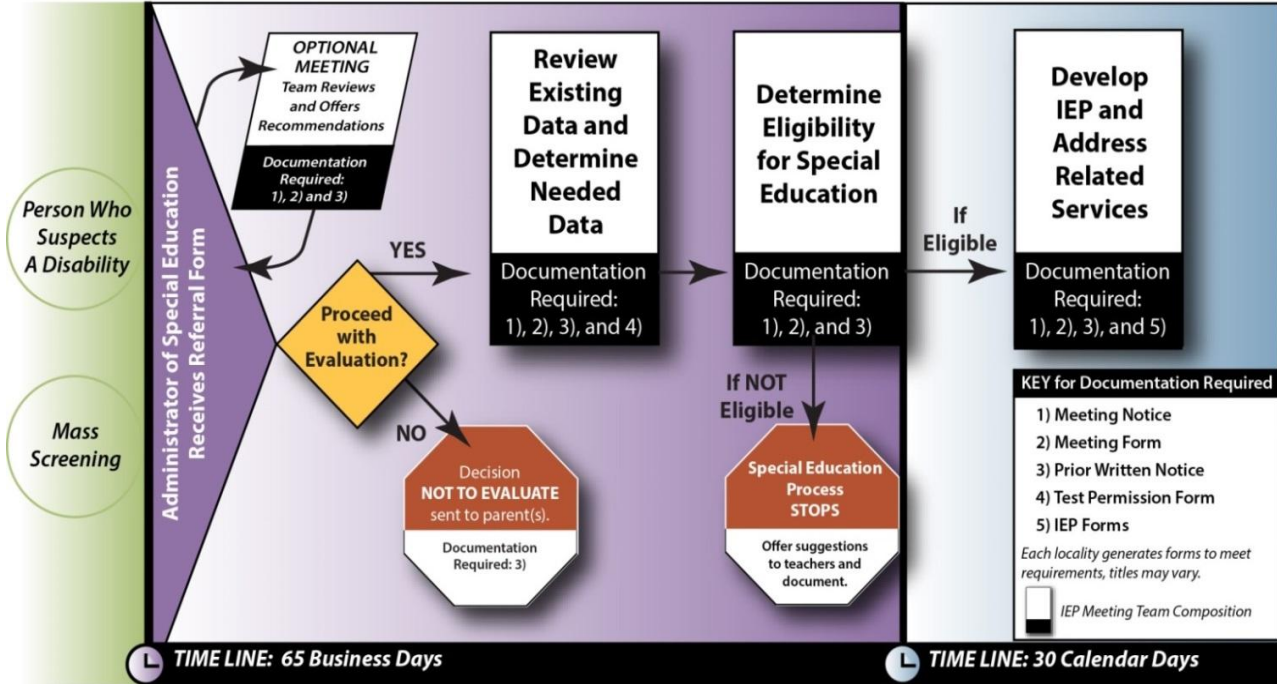 Person Who
Suspects
A Disability
Mass
Screening
Administrator of Special Education
Receives Referral Form
OPTIONAL
MEETING
Team Reviews
and Offers
Recommendations
Documentation
Required:
1), 2) and 3)
Proceed
with
Evaluation?
YES
NO
Decision
NOT TO EVALUATE
sent to parent(s).
Documentation
Required: 3)
Review
Existing
Data and
Determine
Needed
Data
Documentation
Required:
1), 2), 3), and 4)
Determine
Eligibility
for Special
Education
Documentation
Required:
1), 2), and 3)
If NOT
Eligible
Special Education
Process
STOPS
Offer suggestions
to teachers and
document.
If
Eligible
Develop
IEP and
Address
Related
Services
Documentation
Required:
1), 2), 3), and 5)
KEY for Documentation Required
1) Meeting Notice
2) Meeting Form
3) Prior Written Notice
4) Test Permission Form
5) IEP Forms
Each locality generates forms to meet
requirements, titles may vary.
IEP Meeting Team Composition
TIME LINE: 65 Business Days
TIME LINE: 30 Calendar Days